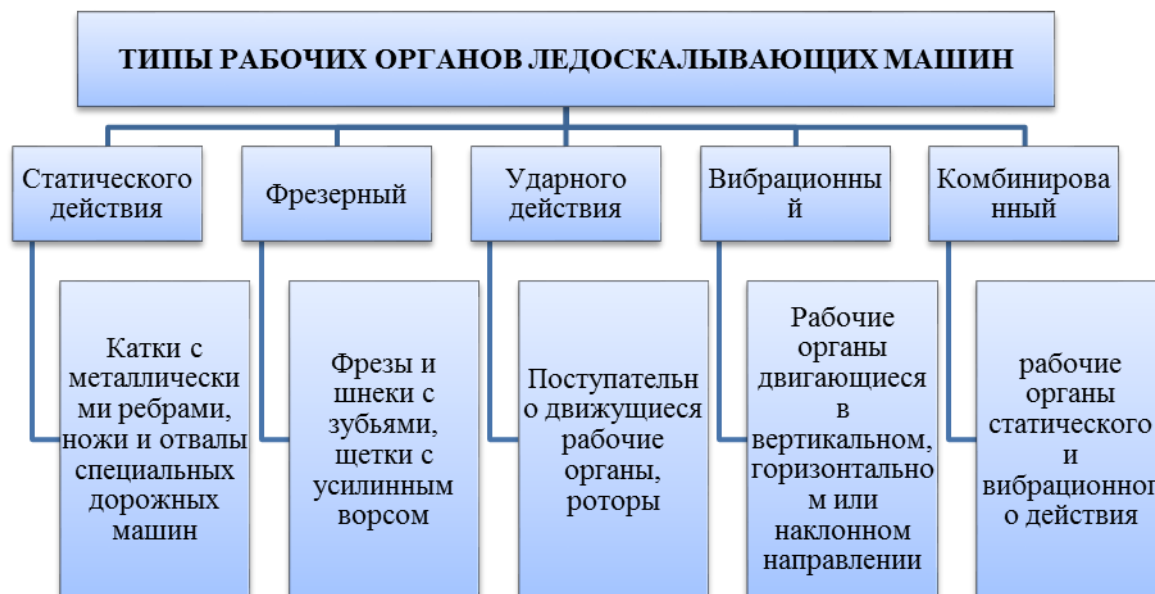 ТИПЫ РАБОЧИХ ОРГАНОВ ЛЕДОСКАЛЫВАЮЩИХ МАШИН
Статического
действия
Фрезерный
Ударного
действия
Вибрационны
й
Комбинирова
нный
Катки с
металлически
ми ребрами,
ножи и отвалы
специальных
дорожных
машин
Фрезы и
шнеки с
зубьями,
щетки с
усилинным
ворсом
Поступательн
о движущиеся
рабочие
органы,
роторы
Рабочие
органы
двигающиеся
в
вертикальном,
горизонтально
м или
наклонном
направлении
рабочие
органы
статического
и
вибрационног
о действия